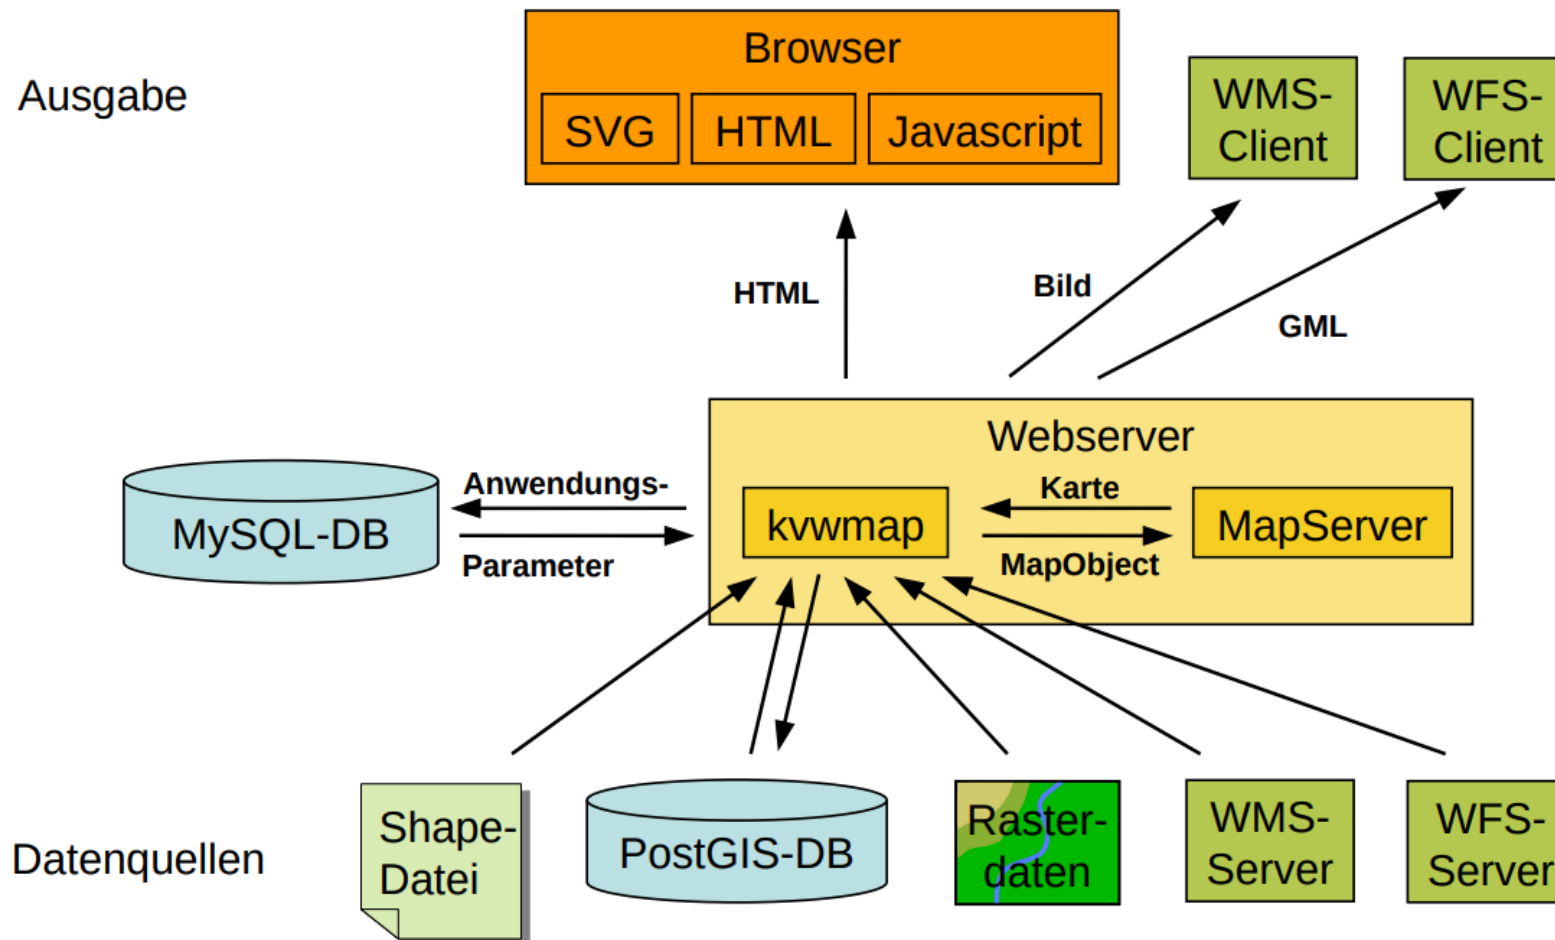 Ausgabe
Browser
SVG
HTML
Javascript
WMS-
Client
WFS-
Client
HTML
Bild
GML
Webserver
MySQL-DB
Anwendungs-
Parameter
kvwmap
Karte
MapObject
MapServer
Datenquellen
Shape-
Datei
PostGIS-DB
Raster-
daten
WMS-
Server
WFS-
Server